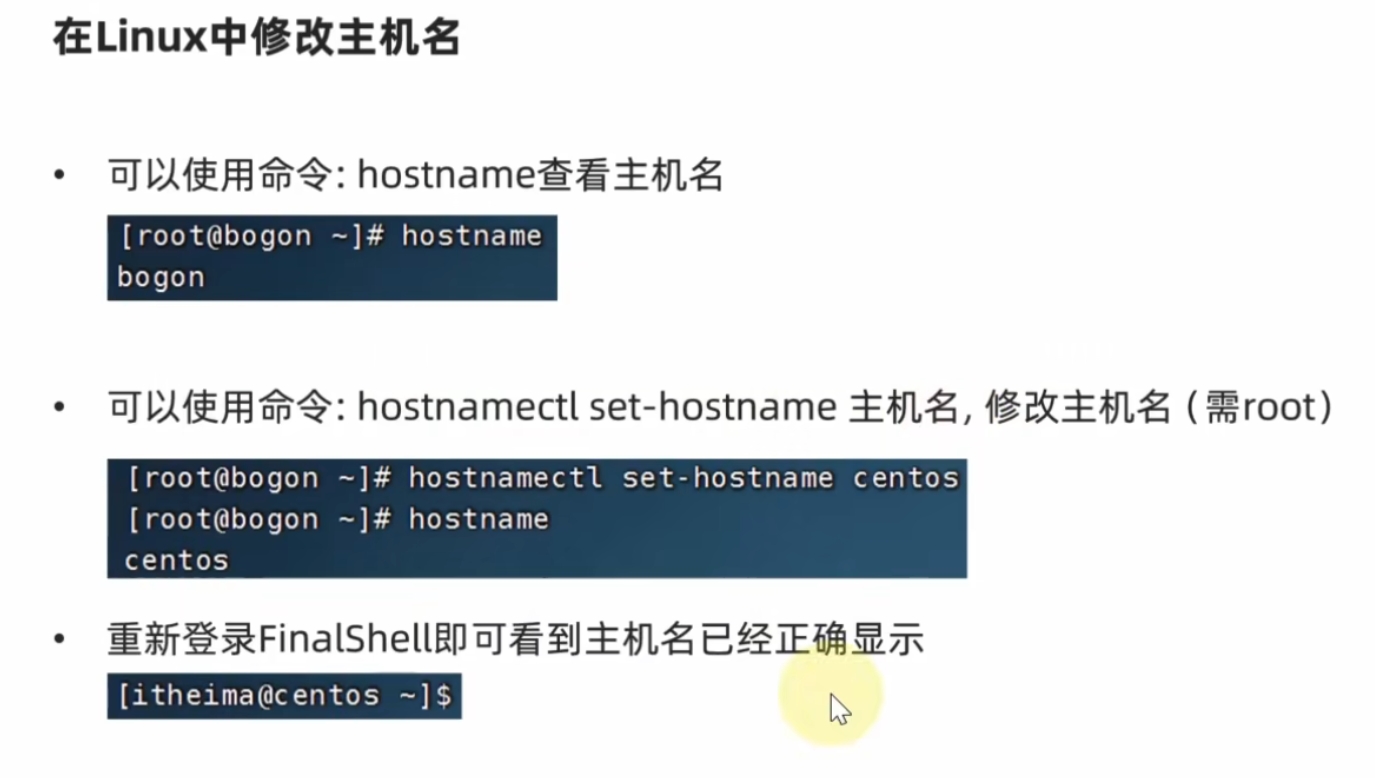 在Linux中修改主机名
• 可以使用命令: hostname查看主机名
[root@bogon ~]# hostname
bogon
• 可以使用命令: hostnamectl set-hostname 主机名, 修改主机名 (需root)
[root@bogon ~]# hostnamectl set-hostname centos
[root@bogon ~]# hostname
centos
• 重新登录FinalShell即可看到主机名已经正确显示
[itheima@centos ~]$